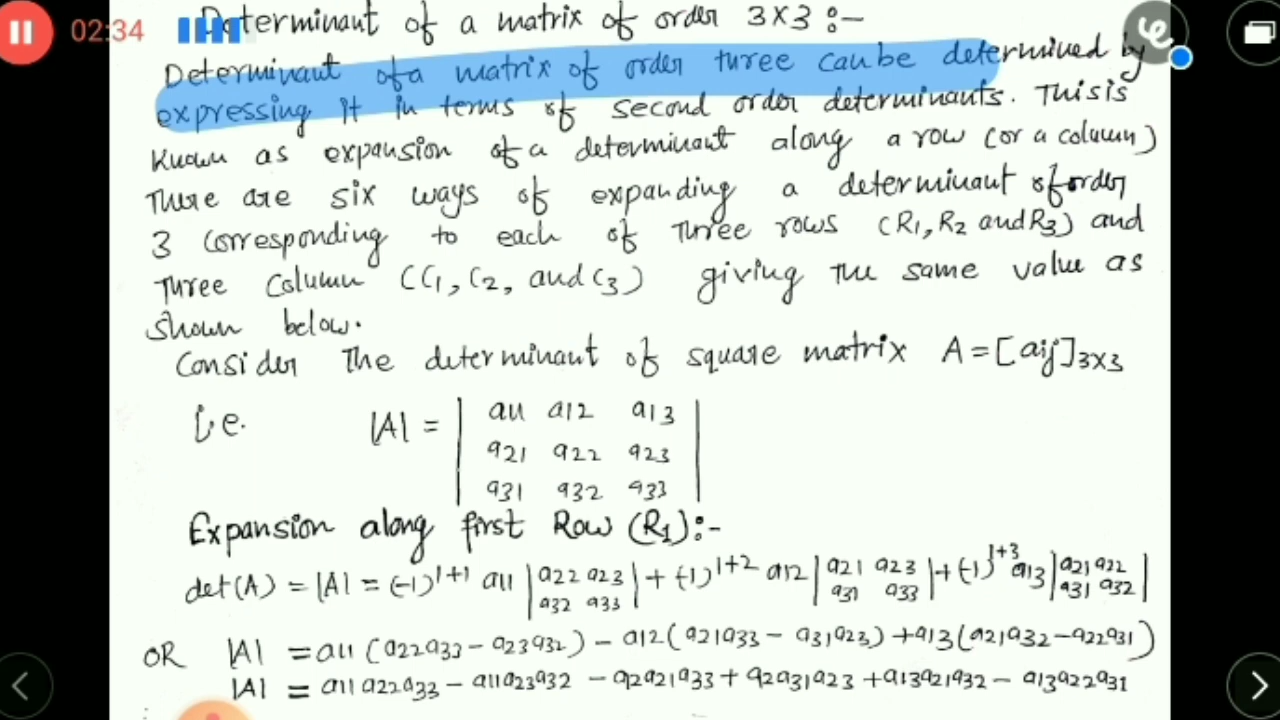 02:34
Determinant of a matrix of order 3×3 :-
Determinant of a matrix of order three can be determined by
expressing it in terms of second order determinants. This is
known as expansion of a determinant along a row (or a column)
There are six ways of expanding a determinant of order
3 corresponding to each of three rows (R1, R2 and R3) and
three column (C1, C2, and C3) giving the same value as
shown below.
Consider the determinant of square matrix A = [aij]3×3
i.e. |A| = | a11 a12 a13 |
a21 a22 a23
a31 a32 a33
Expansion along first Row (R1):-
det(A) = |A| = (-1)^1+1 a11 |a22 a23| + (-1)^1+2 a12 |a21 a23| + (-1)^1+3 a13 |a21 a22|
a32 a33 a31 a33 a31 a32
OR |A| = a11 (a22a33 - a23a32) - a12 (a21a33 - a31a23) + a13 (a21a32 - a22a31)
|A| = a11 a22a33 - a11a23a32 - a12a21a33 + a12a31a23 + a13a21a32 - a13a22a31